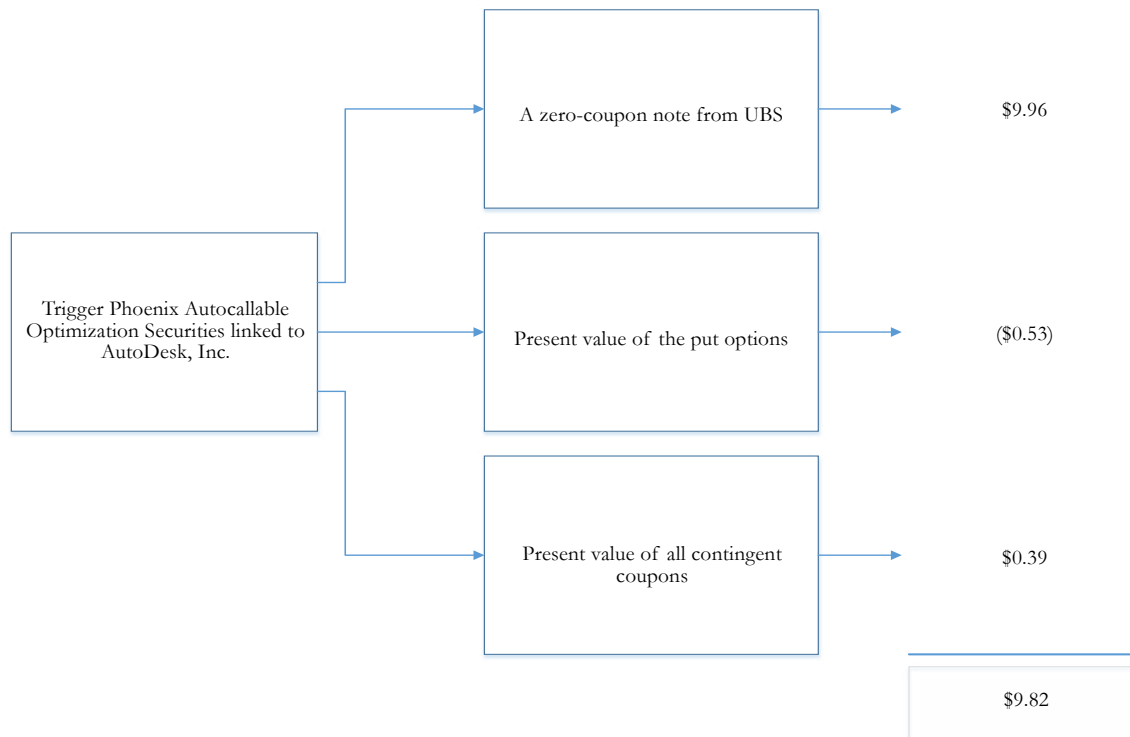 A zero-coupon note from UBS
$9.96
Trigger Phoenix Autocallable
Optimization Securities linked to
AutoDesk, Inc.
Present value of the put options
($0.53)
Present value of all contingent
coupons
$0.39
$9.82